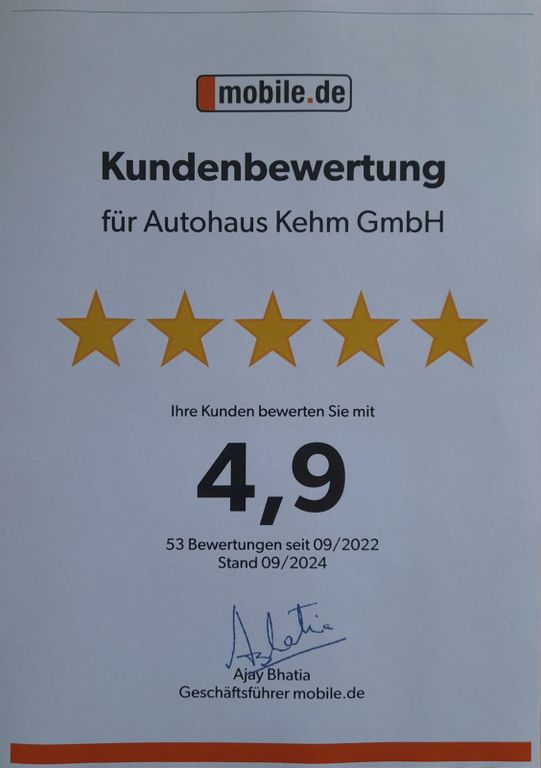 mobile.de
Kundenbewertung
für Autohaus Kehm GmbH
Ihre Kunden bewerten Sie mit
4,9
53 Bewertungen seit 09/2022
Stand 09/2024
Ajay Bhatia
Geschäftsführer mobile.de